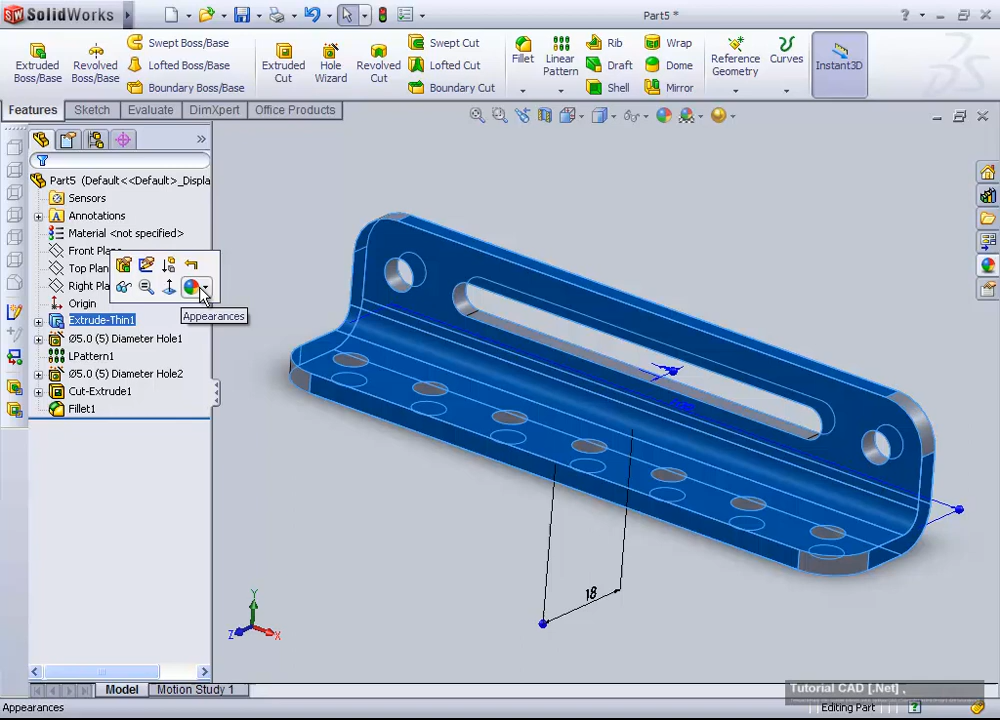 SolidWorks
Part5 *
Extruded Boss/Base
Revolved Boss/Base
Swept Boss/Base
Lofted Boss/Base
Boundary Boss/Base
Extruded Cut
Hole Wizard
Revolved Cut
Swept Cut
Lofted Cut
Boundary Cut
Fillet
Linear Pattern
Rib
Draft
Shell
Wrap
Dome
Mirror
Reference Geometry
Curves
Instant3D
Features
Sketch
Evaluate
DimXpert
Office Products
Part5 (Default<<Default>_Displa
Sensors
Annotations
Material <not specified>
Front Plane
Top Plan
Right Pla
Origin
Appearances
Extrude-Thin1
Ø5.0 (5) Diameter Hole1
LPattern1
Ø5.0 (5) Diameter Hole2
Cut-Extrude1
Fillet1
18
Y
Z
X
Model
Motion Study 1
Tutorial CAD [.Net] ,
Appearances
Editing Part